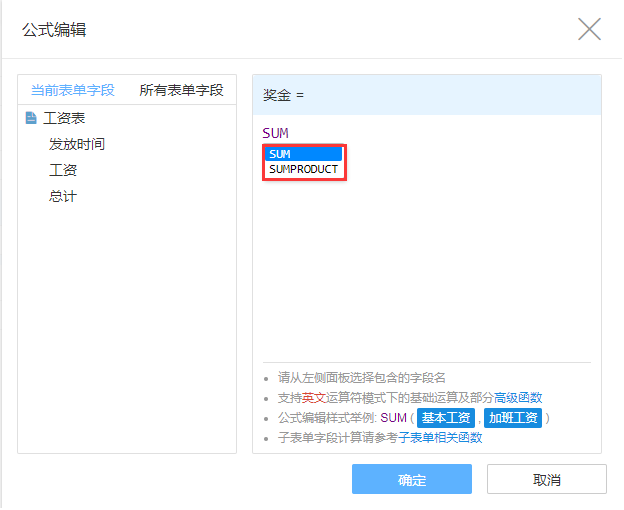 公式编辑
当前表单字段 所有表单字段
工资表
发放时间
工资
总计
奖金 =
SUM
SUM
SUMPRODUCT
请从左侧面板选择包含的字段名
支持英文运算符模式下的基础运算及部分高级函数
公式编辑样式举例: SUM ( 基本工资 , 加班工资 )
子表单字段计算请参考子表单相关函数
确定 取消